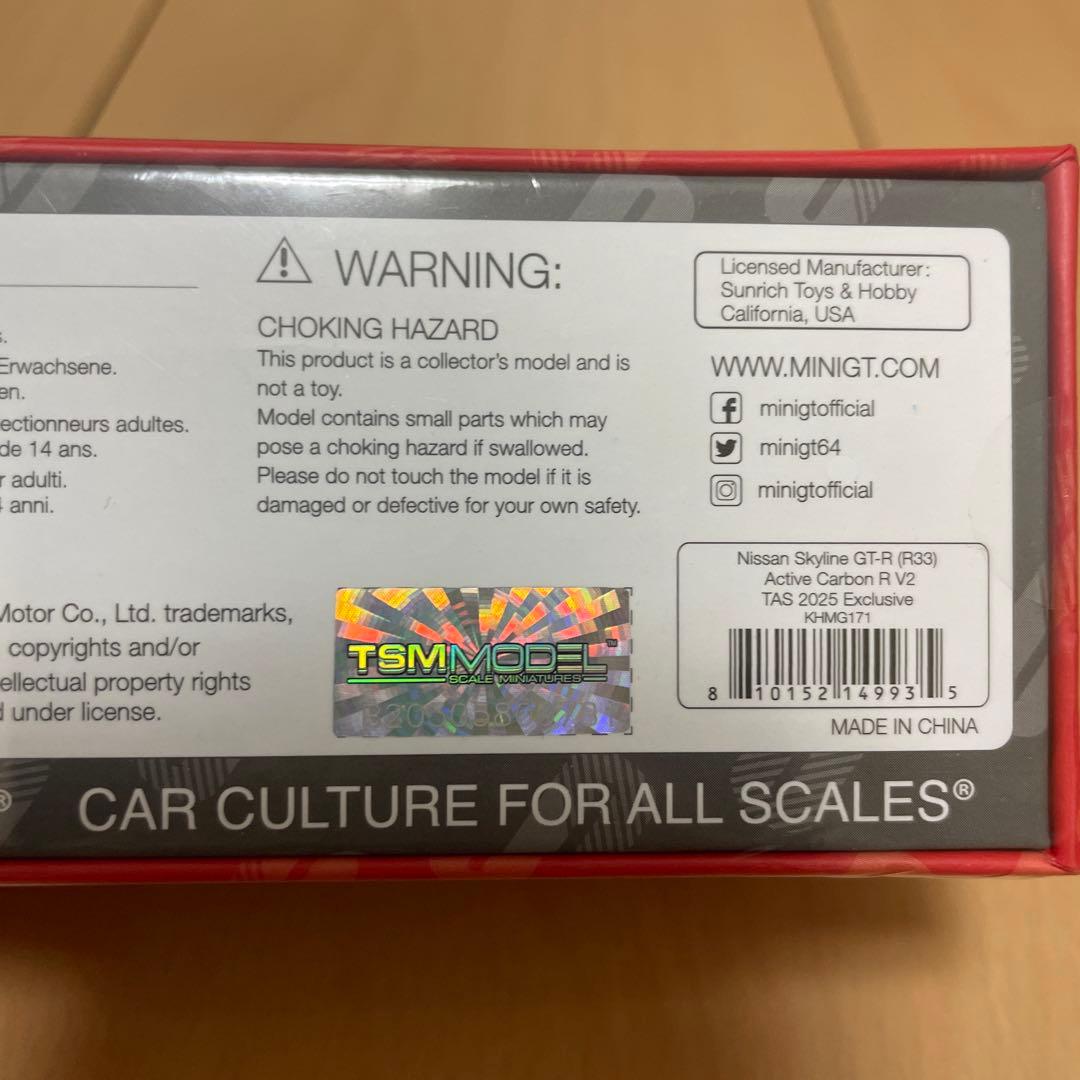 s.
Erwachsene.
en.
ectionneurs adultes.
de 14 ans.
r adulti.
anni.
Motor Co., Ltd. trademarks,
copyrights and/or
ellectual property rights
d under license.
WARNING:
CHOKING HAZARD
This product is a collector's model and is
not a toy.
Model contains small parts which may
pose a choking hazard if swallowed.
Please do not touch the model if it is
damaged or defective for your own safety.
TSMMODEL™
SCALE MINIATURES
Licensed Manufacturer:
Sunrich Toys & Hobby
California, USA
WWW.MINIGT.COM
minigtofficial
minigt64
minigtofficial
Nissan Skyline GT-R (R33)
Active Carbon R V2
TAS 2025 Exclusive
KHMG171
8 10152 14993 5
MADE IN CHINA
® CAR CULTURE FOR ALL SCALES®